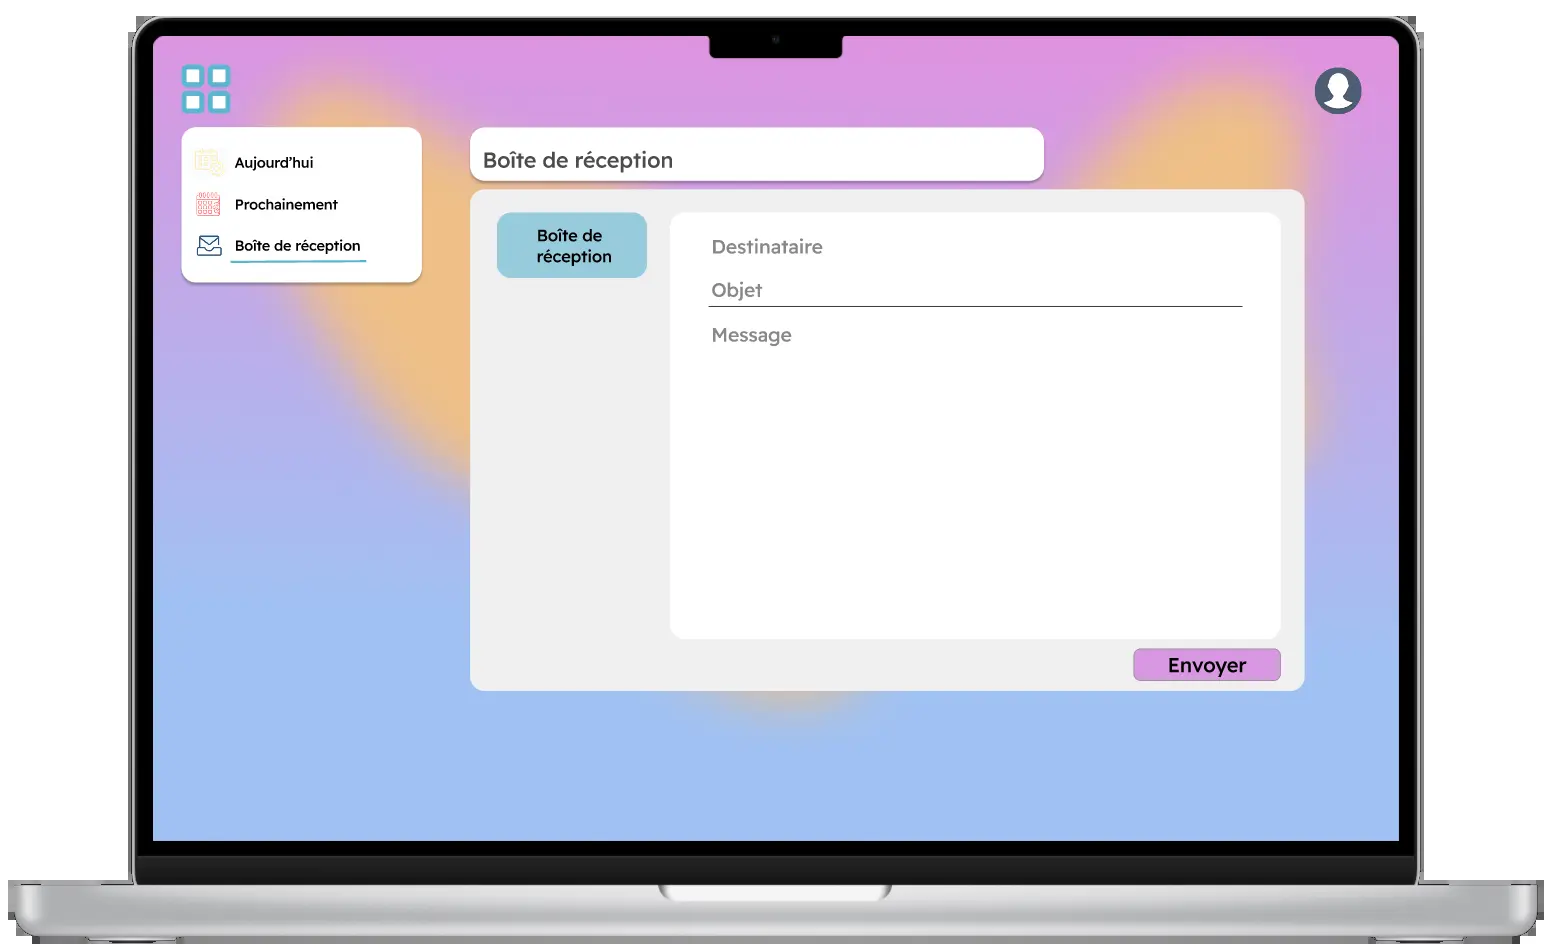 Aujourd'hui
Prochainement
Boîte de réception
Boîte de réception
Boîte de
réception
Destinataire
Objet
Message
Envoyer